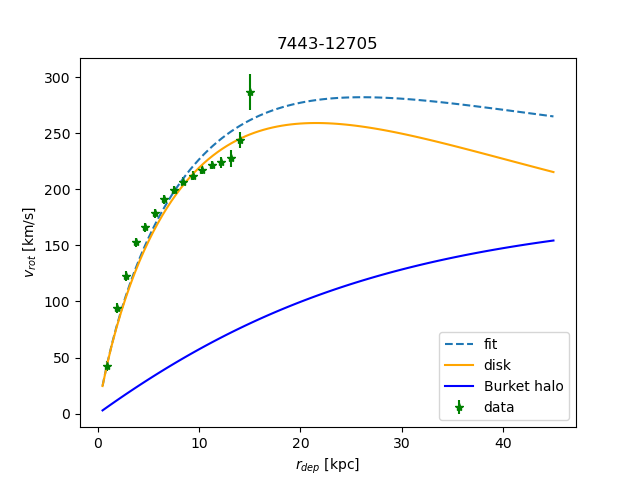 7443-12705
300
250
200
150
100
50
0
v_rot [km/s]
0 10 20 30 40
r_dep [kpc]
fit
disk
Burket halo
data